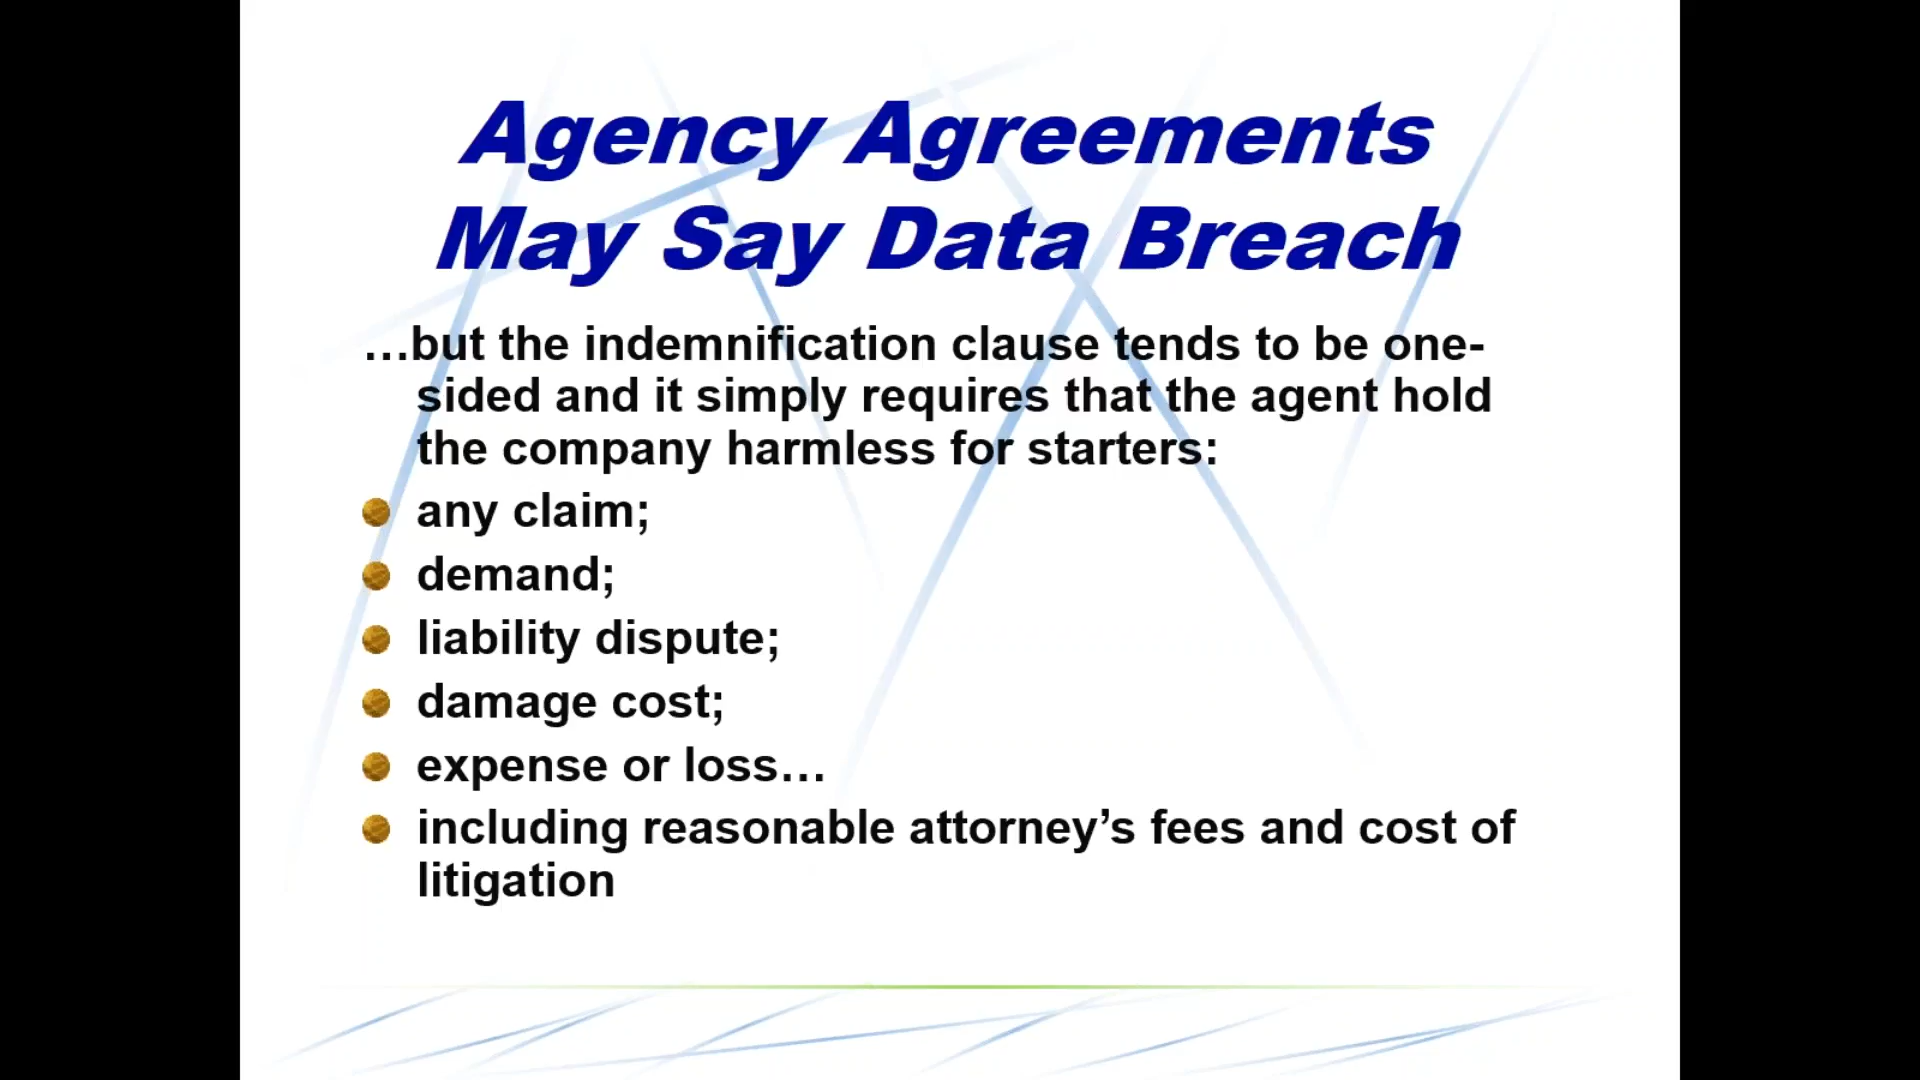 Agency Agreements
May Say Data Breach
…but the indemnification clause tends to be one-
sided and it simply requires that the agent hold
the company harmless for starters:
any claim;
demand;
liability dispute;
damage cost;
expense or loss…
including reasonable attorney’s fees and cost of
litigation